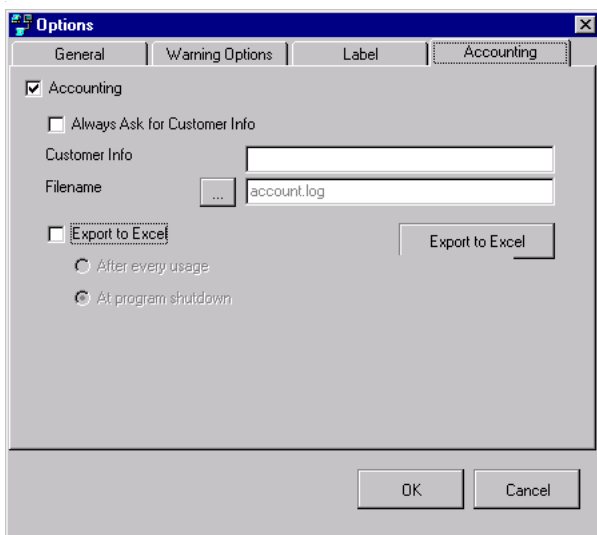 Options
General Warning Options Label Accounting
Accounting
Always Ask for Customer Info
Customer Info
Filename ... account.log
Export to Excel Export to Excel
After every usage
At program shutdown
OK Cancel